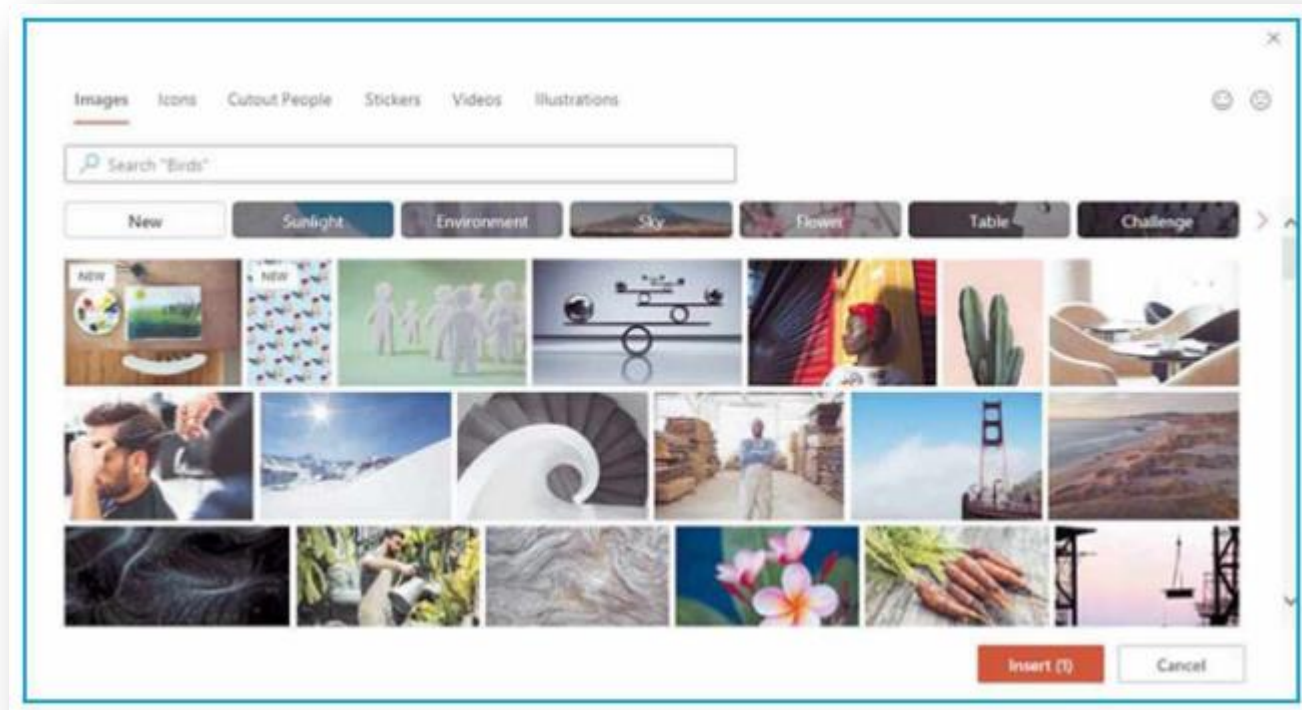 Images Icons Cutout People Stickers Videos Illustrations
Search "Birds"
New Sunlight Environment Sky Flower Table Challenge
NEW NEW
Insert (1) Cancel